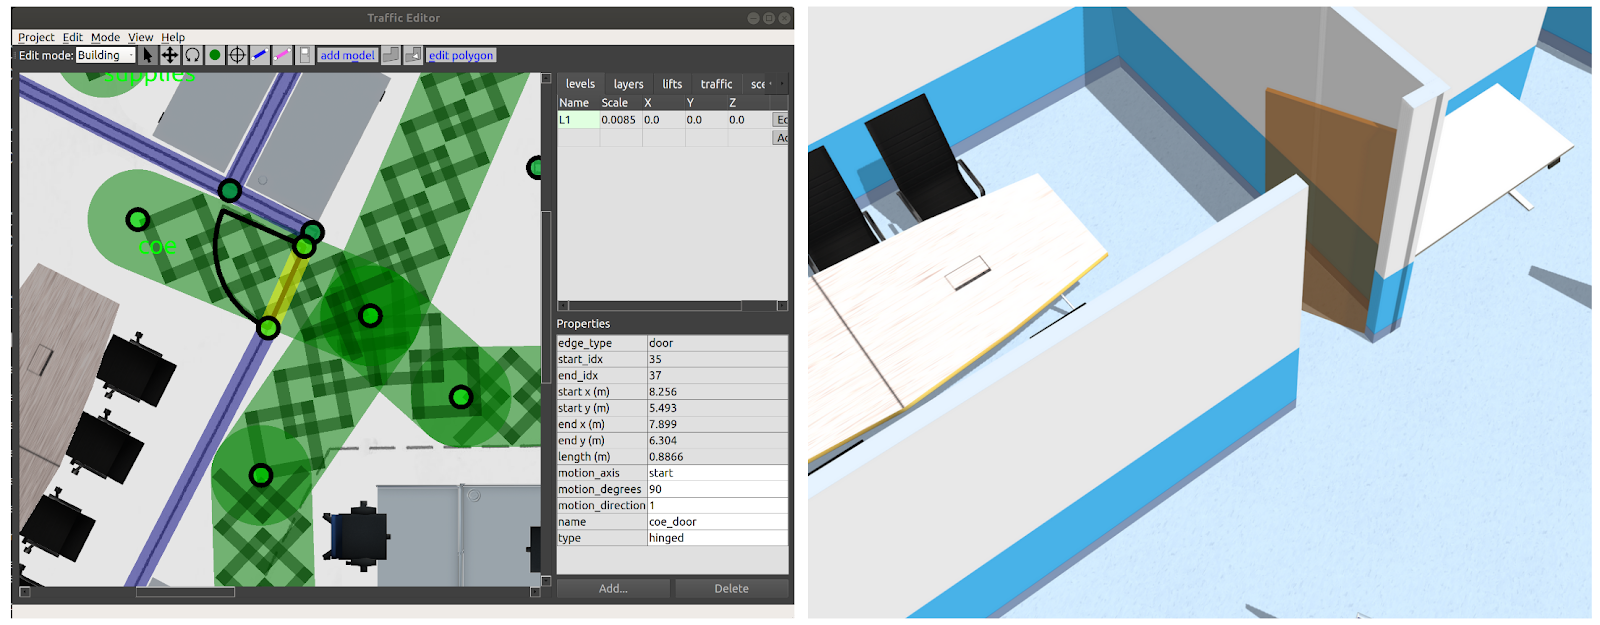 Traffic Editor
Project Edit Mode View Help
Edit mode: Building add model edit polygon
supplies
coe
levels layers lifts traffic sce
Name Scale X Y Z
L1 0.0085 0.0 0.0 0.0 Ec
Ac
Properties
edge_type door
start_idx 35
end_idx 37
start x (m) 8.256
start y (m) 5.493
end x (m) 7.899
end y (m) 6.304
length (m) 0.8866
motion_axis start
motion_degrees 90
motion_direction 1
name coe_door
type hinged
Add... Delete